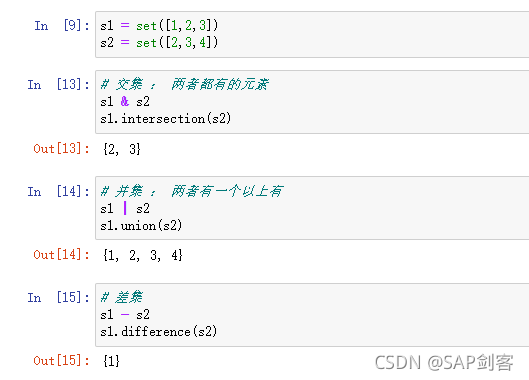 In [9]: s1 = set([1,2,3])
s2 = set([2,3,4])
In [13]: # 交集 ： 两者都有的元素
s1 & s2
s1.intersection(s2)
Out[13]: {2, 3}
In [14]: # 并集 ： 两者有一个以上有
s1 | s2
s1.union(s2)
Out[14]: {1, 2, 3, 4}
In [15]: # 差集
s1 - s2
s1.difference(s2)
Out[15]: {1}
CSDN @SAP剑客